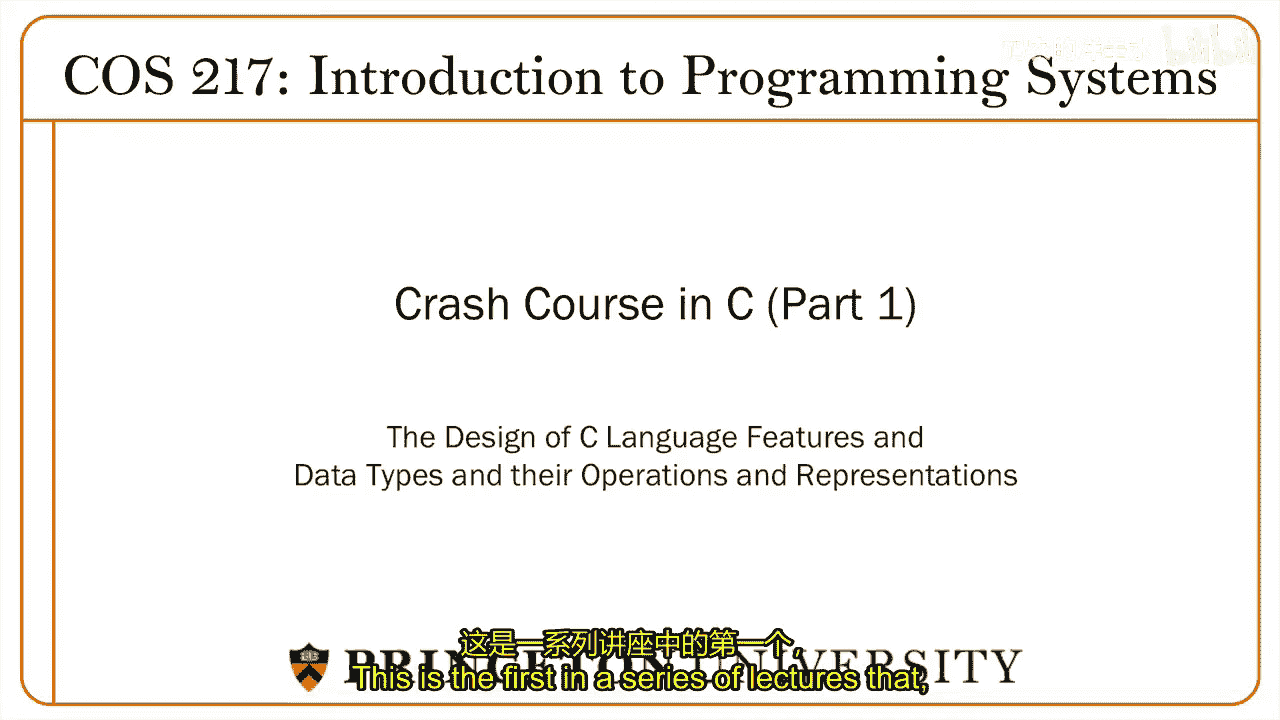 COS 217: Introduction to Programming Systems
Crash Course in C (Part 1)
The Design of C Language Features and
Data Types and their Operations and Representations
这是一系列讲座中的第一个，
PRINCETON UNIVERSITY
This is the first in a series of lectures that,